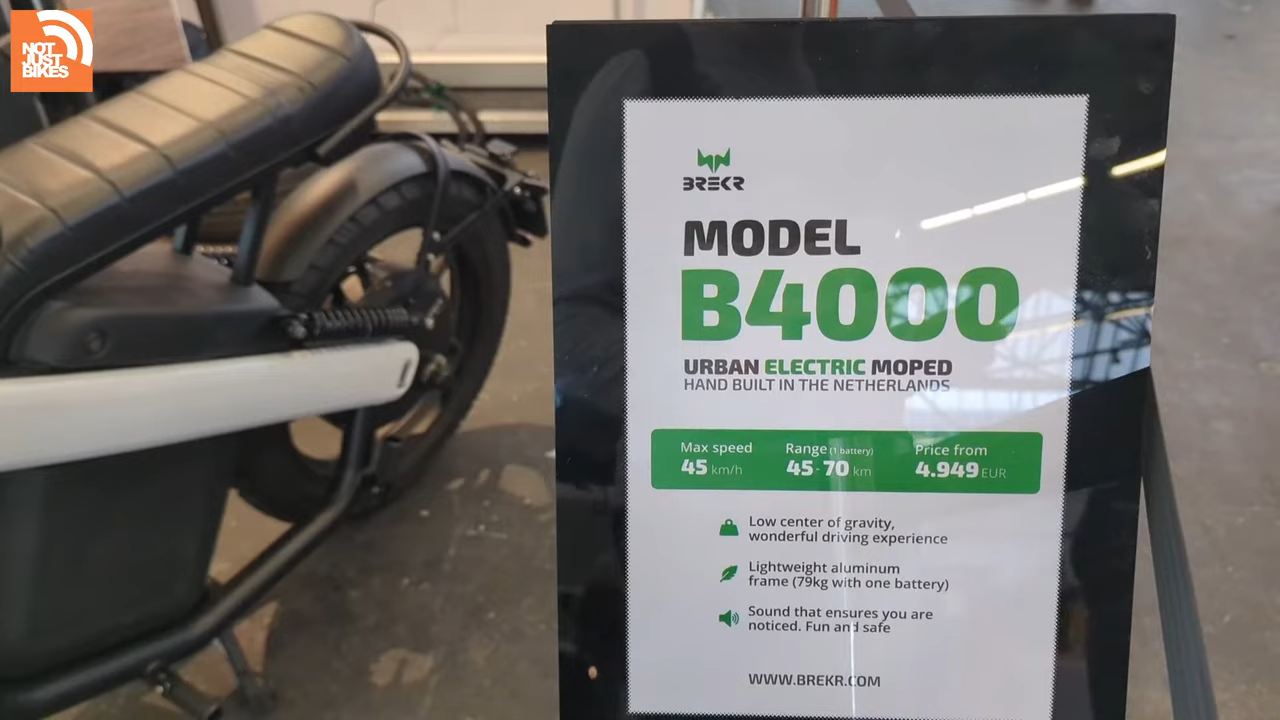 NOT
JUST
BIKES
BREKR
MODEL
B4000
URBAN ELECTRIC MOPED
HAND BUILT IN THE NETHERLANDS
Max speed
45 km/h
Range (1 battery)
45-70 km
Price from
4.949 EUR
Low center of gravity,
wonderful driving experience
Lightweight aluminum
frame (79kg with one battery)
Sound that ensures you are
noticed. Fun and safe
WWW.BREKR.COM